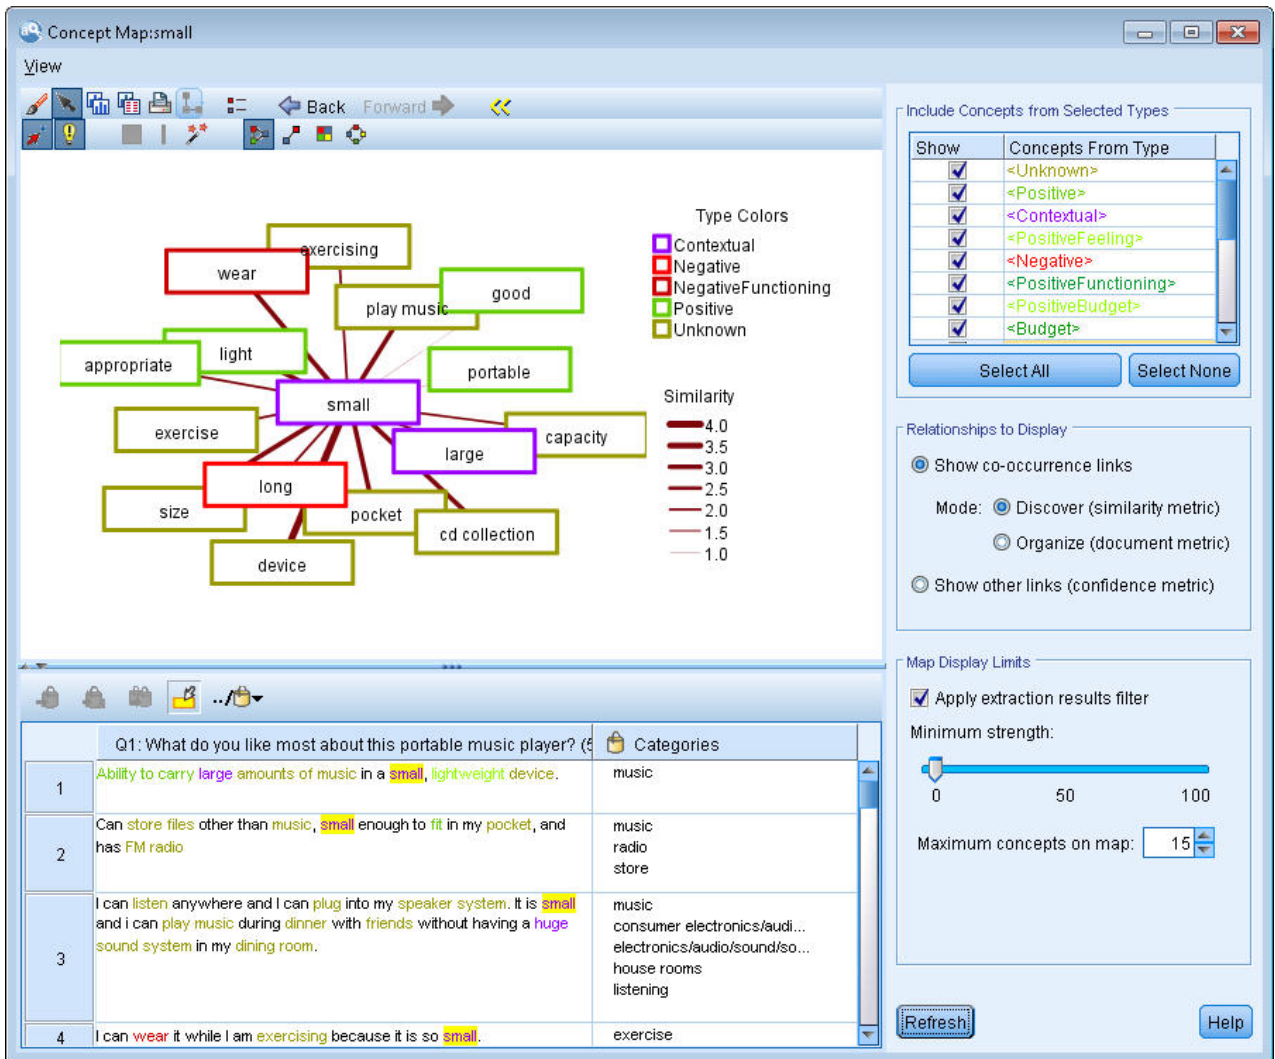 Concept Map:small
View
Back Forward
exercising
wear
good
play music
light
appropriate
portable
small
exercise
capacity
large
long
size
pocket
cd collection
device
Type Colors
Contextual
Negative
NegativeFunctioning
Positive
Unknown
Similarity
4.0
3.5
3.0
2.5
2.0
1.5
1.0
Include Concepts from Selected Types
Show Concepts From Type
<Unknown>
<Positive>
<Contextual>
<PositiveFeeling>
<Negative>
<PositiveFunctioning>
<PositiveBudget>
<Budget>
Select All Select None
Relationships to Display
Show co-occurrence links
Mode: Discover (similarity metric)
Organize (document metric)
Show other links (confidence metric)
Map Display Limits
Apply extraction results filter
Minimum strength:
0 50 100
Maximum concepts on map: 15
Refresh Help
../
Q1: What do you like most about this portable music player? (5 Categories
1 Ability to carry large amounts of music in a small, lightweight device. music
2 Can store files other than music, small enough to fit in my pocket, and
has FM radio
music
radio
store
3 I can listen anywhere and I can plug into my speaker system. It is small
and i can play music during dinner with friends without having a huge
sound system in my dining room.
music
consumer electronics/audi...
electronics/audio/sound/so...
house rooms
listening
4 I can wear it while I am exercising because it is so small. exercise